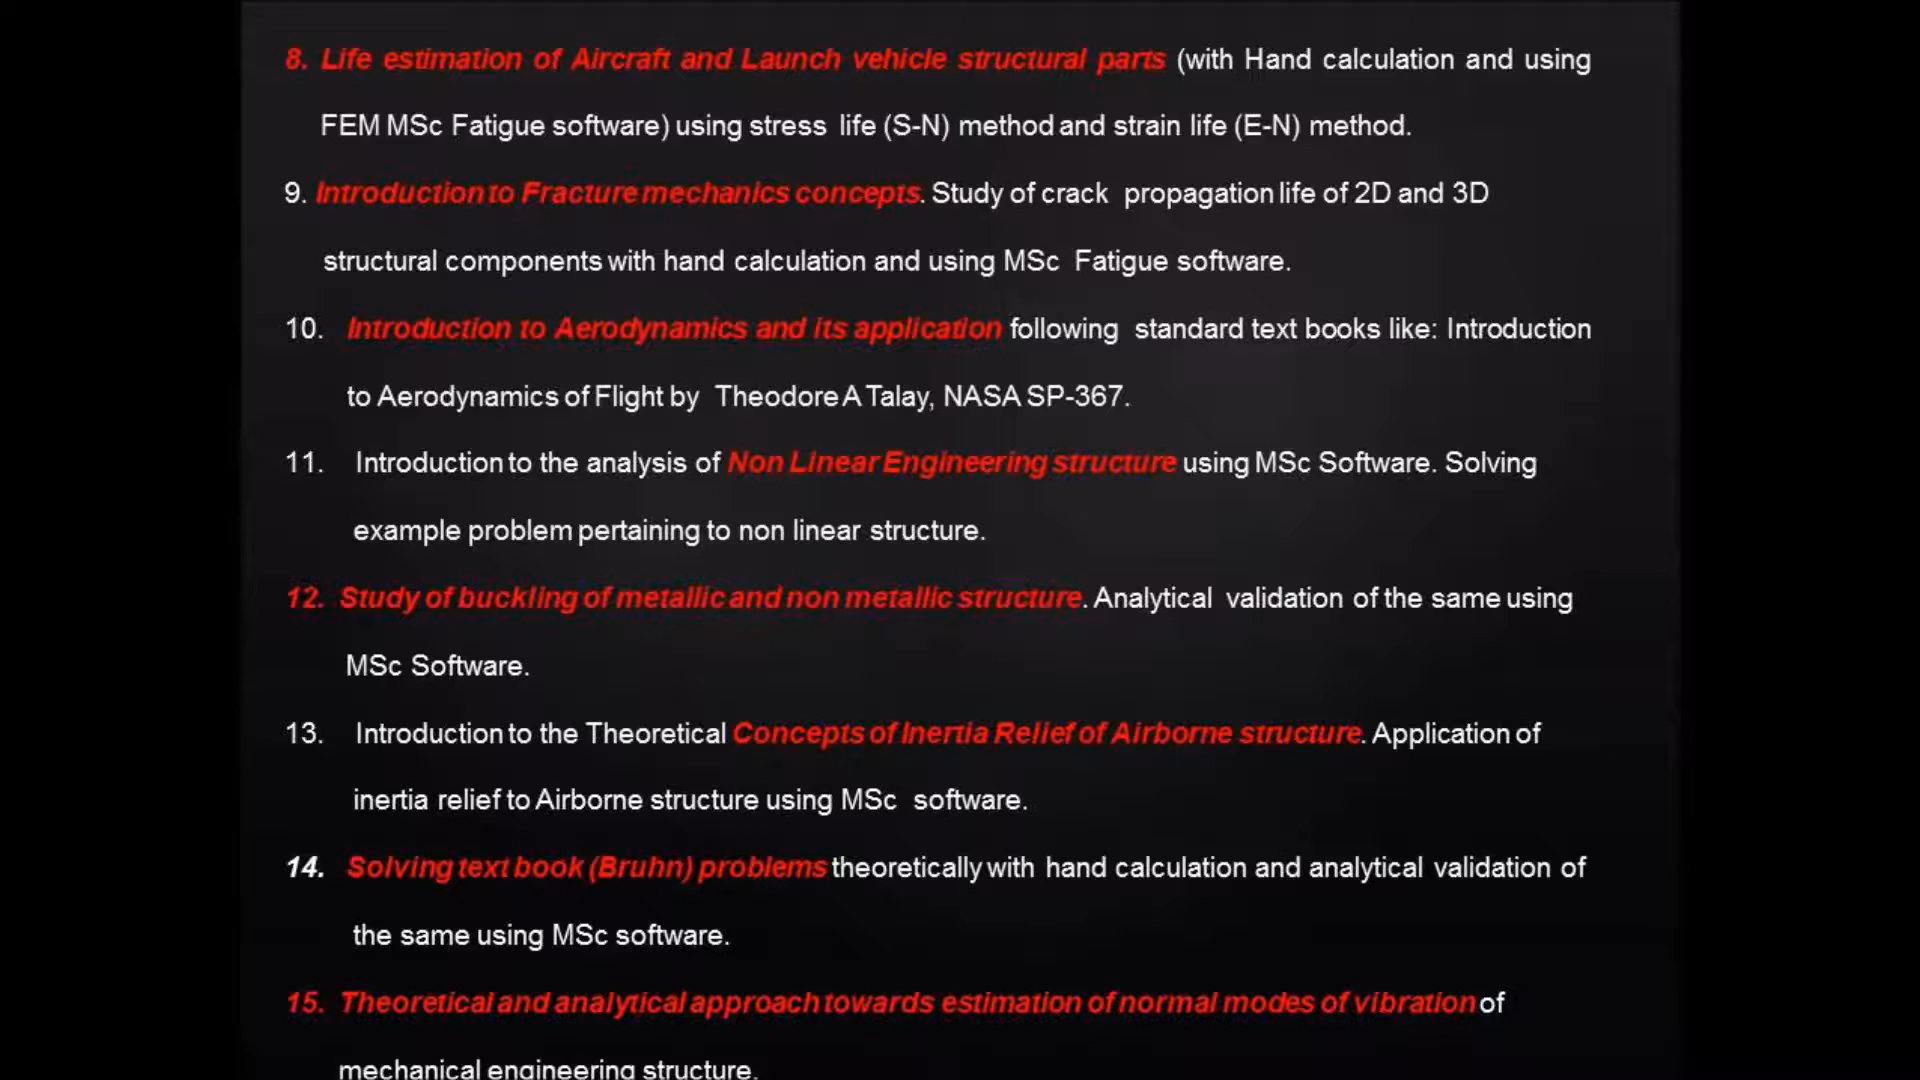 8. Life estimation of Aircraft and Launch vehicle structural parts (with Hand calculation and using
FEM MSc Fatigue software) using stress life (S-N) method and strain life (E-N) method.
9. Introduction to Fracture mechanics concepts. Study of crack propagation life of 2D and 3D
structural components with hand calculation and using MSc Fatigue software.
10. Introduction to Aerodynamics and its application following standard text books like: Introduction
to Aerodynamics of Flight by Theodore A Talay, NASA SP-367.
11. Introduction to the analysis of Non Linear Engineering structure using MSc Software. Solving
example problem pertaining to non linear structure.
12. Study of buckling of metallic and non metallic structure. Analytical validation of the same using
MSc Software.
13. Introduction to the Theoretical Concepts of Inertia Relief of Airborne structure. Application of
inertia relief to Airborne structure using MSc software.
14. Solving text book (Bruhn) problems theoretically with hand calculation and analytical validation of
the same using MSc software.
15. Theoretical and analytical approach towards estimation of normal modes of vibration of
mechanical engineering structure.